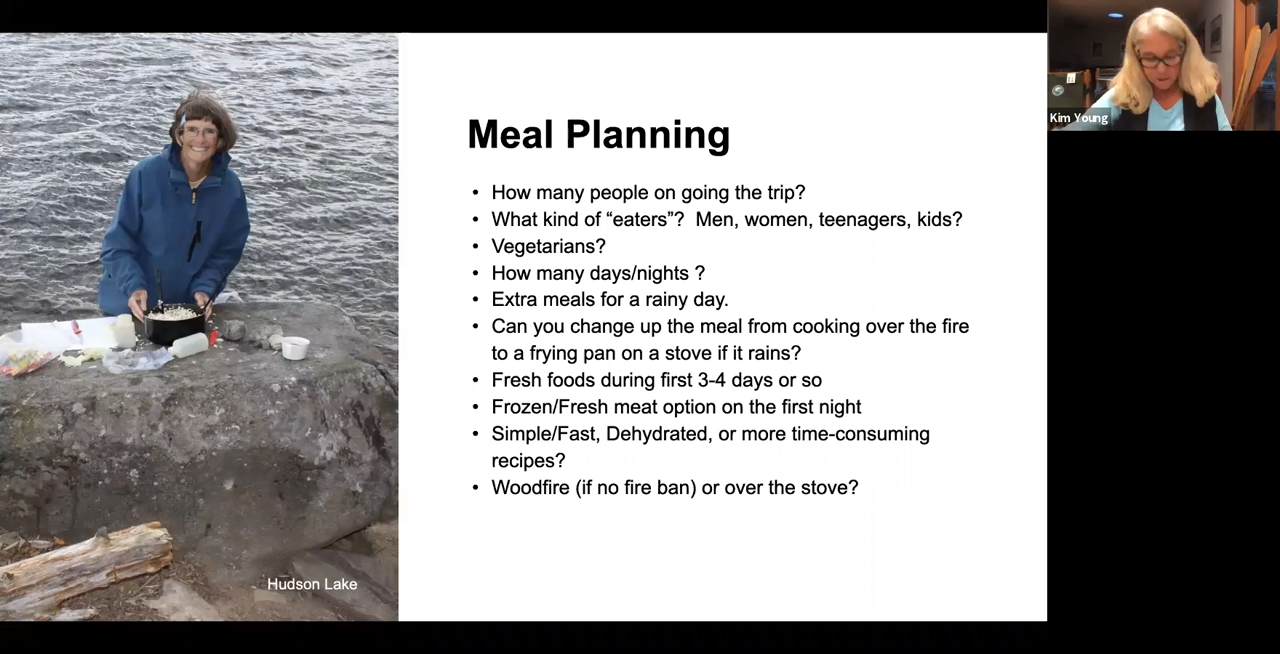 Meal Planning
• How many people on going the trip?
• What kind of “eaters”?  Men, women, teenagers, kids?
• Vegetarians?
• How many days/nights ?
• Extra meals for a rainy day.
• Can you change up the meal from cooking over the fire
to a frying pan on a stove if it rains?
• Fresh foods during first 3-4 days or so
• Frozen/Fresh meat option on the first night
• Simple/Fast, Dehydrated, or more time-consuming
recipes?
• Woodfire (if no fire ban) or over the stove?
Hudson Lake
Kim Young